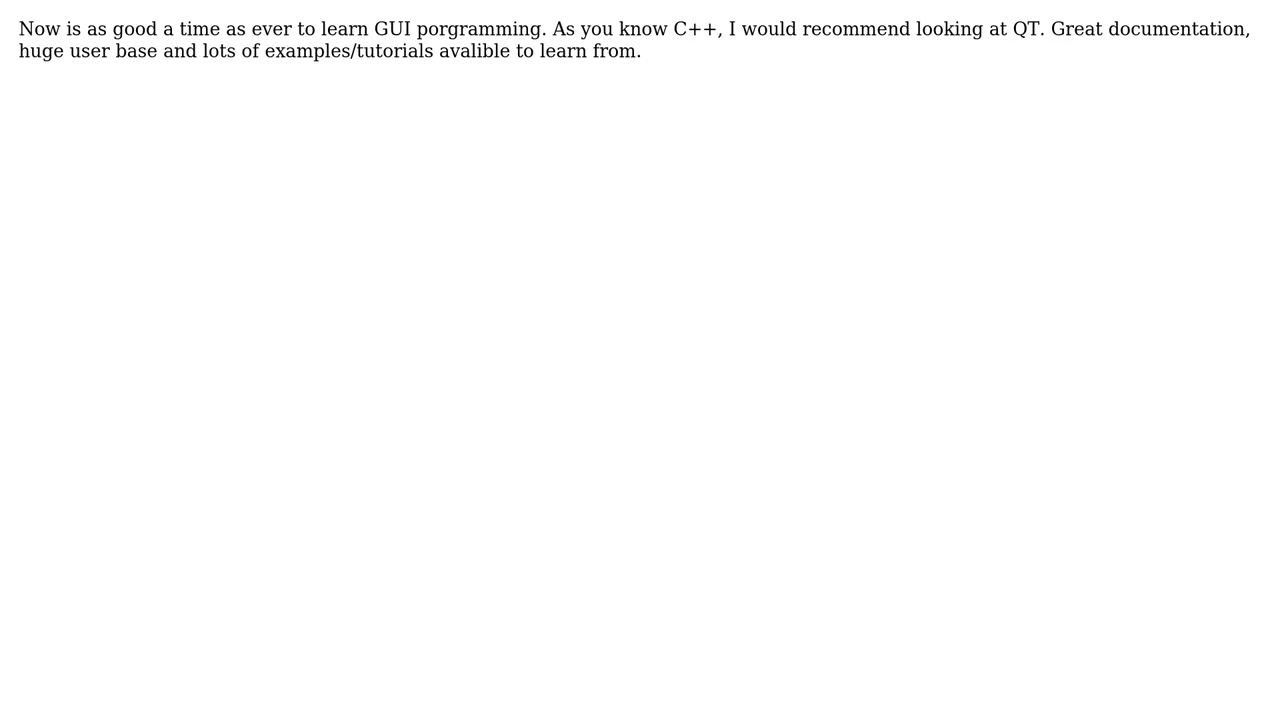 Now is as good a time as ever to learn GUI porgramming. As you know C++, I would recommend looking at QT. Great documentation,
huge user base and lots of examples/tutorials avalible to learn from.